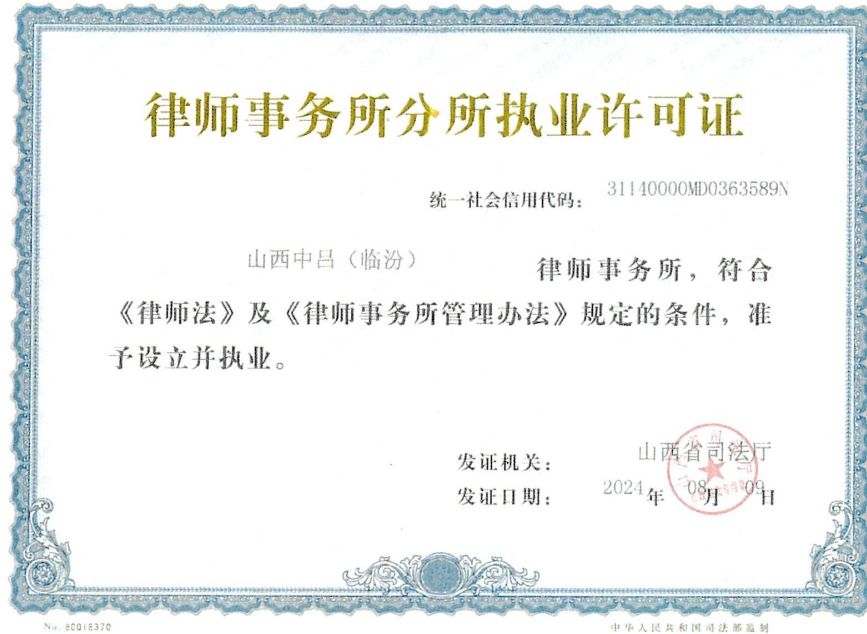 律师事务所分所执业许可证
统一社会信用代码: 31140000MD0363589N
山西中吕（临汾） 律师事务所，符合
《律师法》及《律师事务所管理办法》规定的条件，准
予设立并执业。
发证机关: 山西省司法厅
发证日期: 2024年 08月 09日
No. 80018370
中华人民共和国司法部监制